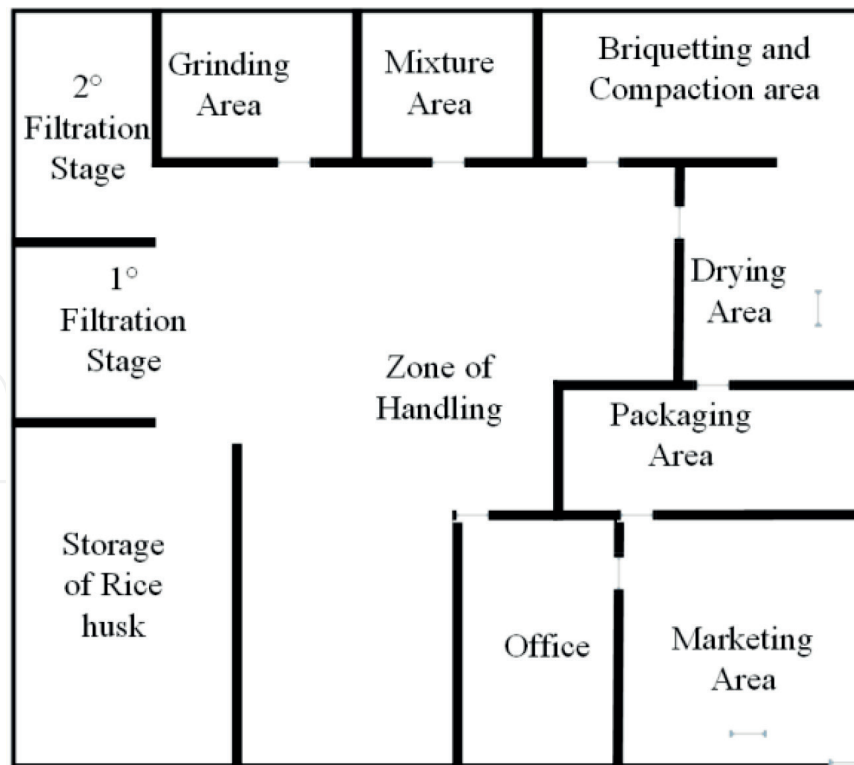 2°
Filtration
Stage
Grinding
Area
Mixture
Area
Briquetting and
Compaction area
1°
Filtration
Stage
Drying
Area
Zone of
Handling
Packaging
Area
Storage
of Rice
husk
Office
Marketing
Area